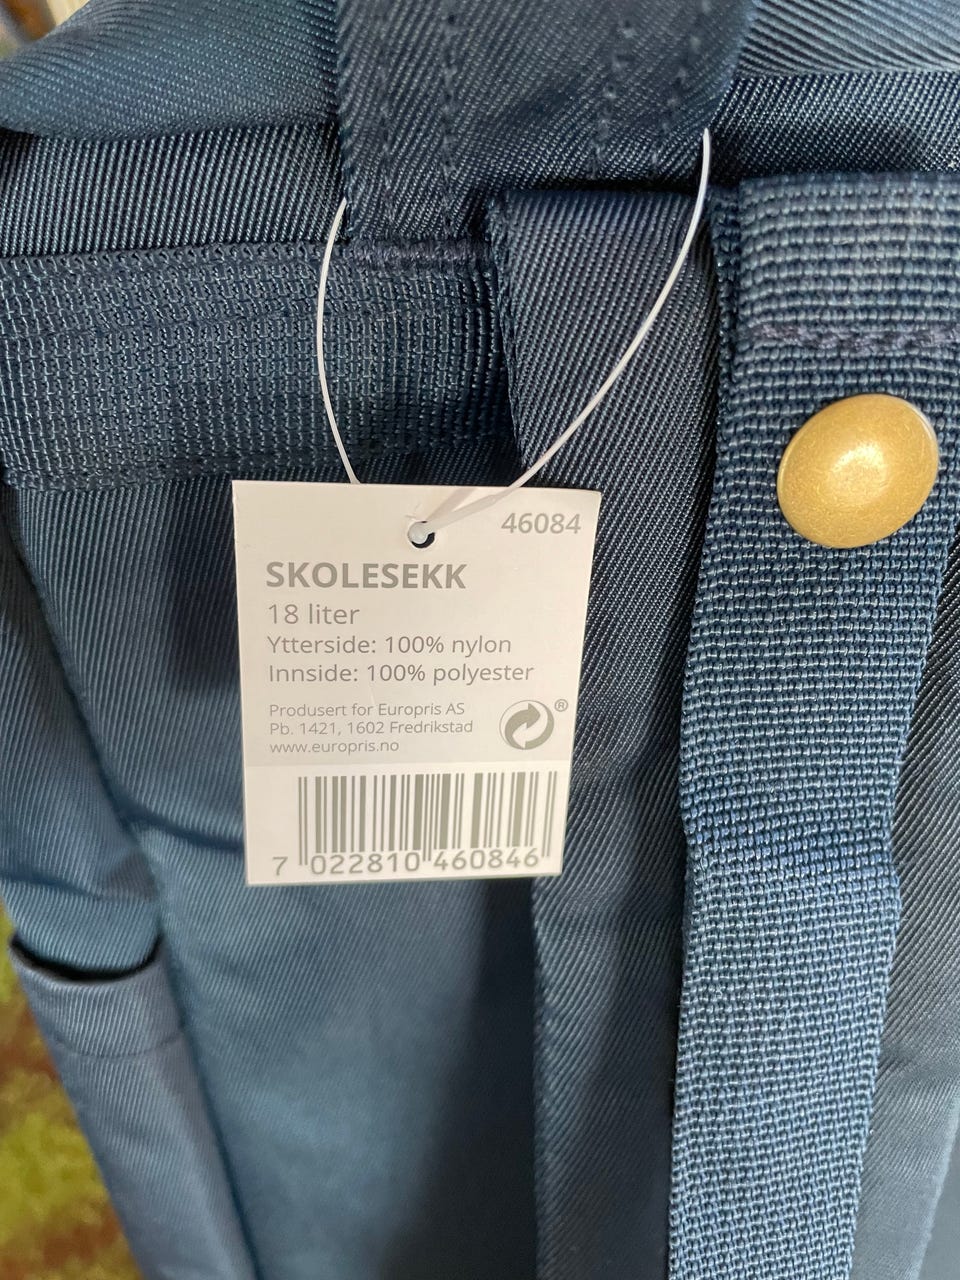 46084
SKOLESEKK
18 liter
Ytterside: 100% nylon
Innside: 100% polyester
Produsert for Europris AS
Pb. 1421, 1602 Fredrikstad
www.europris.no
®
7 022810 460846